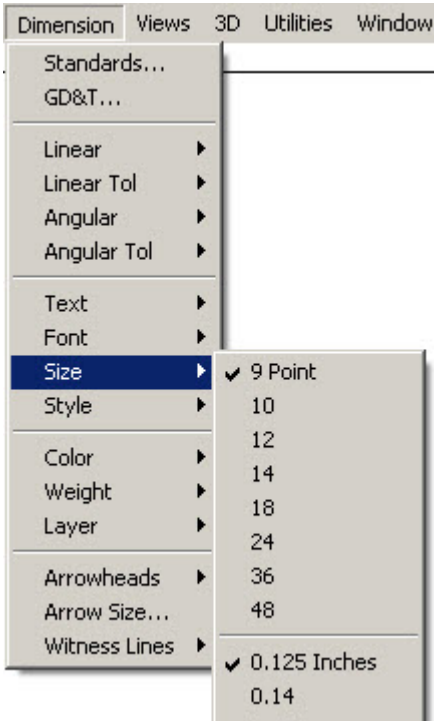 Dimension Views 3D Utilities Window
Standards...
GD&T...
Linear
Linear Tol
Angular
Angular Tol
Text
Font
Size
Style
Color
Weight
Layer
Arrowheads
Arrow Size...
Witness Lines
9 Point
10
12
14
18
24
36
48
0.125 Inches
0.14